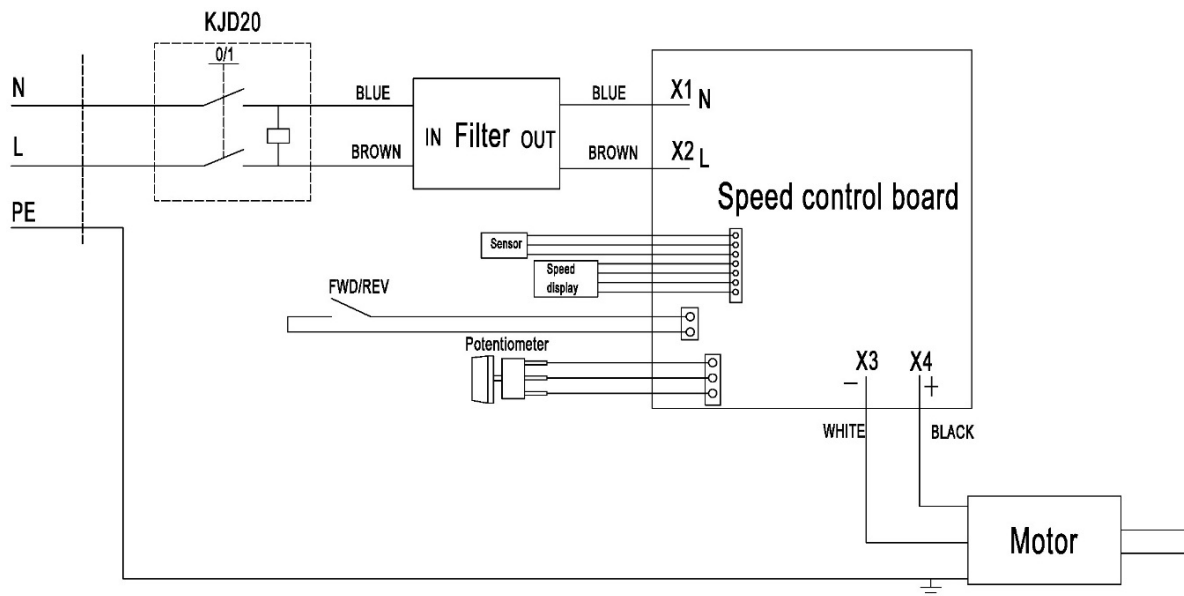 KJD20
0/1
N
BLUE
BLUE
X1 N
IN Filter OUT
L
BROWN
BROWN
X2 L
Speed control board
PE
Sensor
Speed
display
FWD/REV
Potentiometer
X3
X4
− +
WHITE
BLACK
Motor